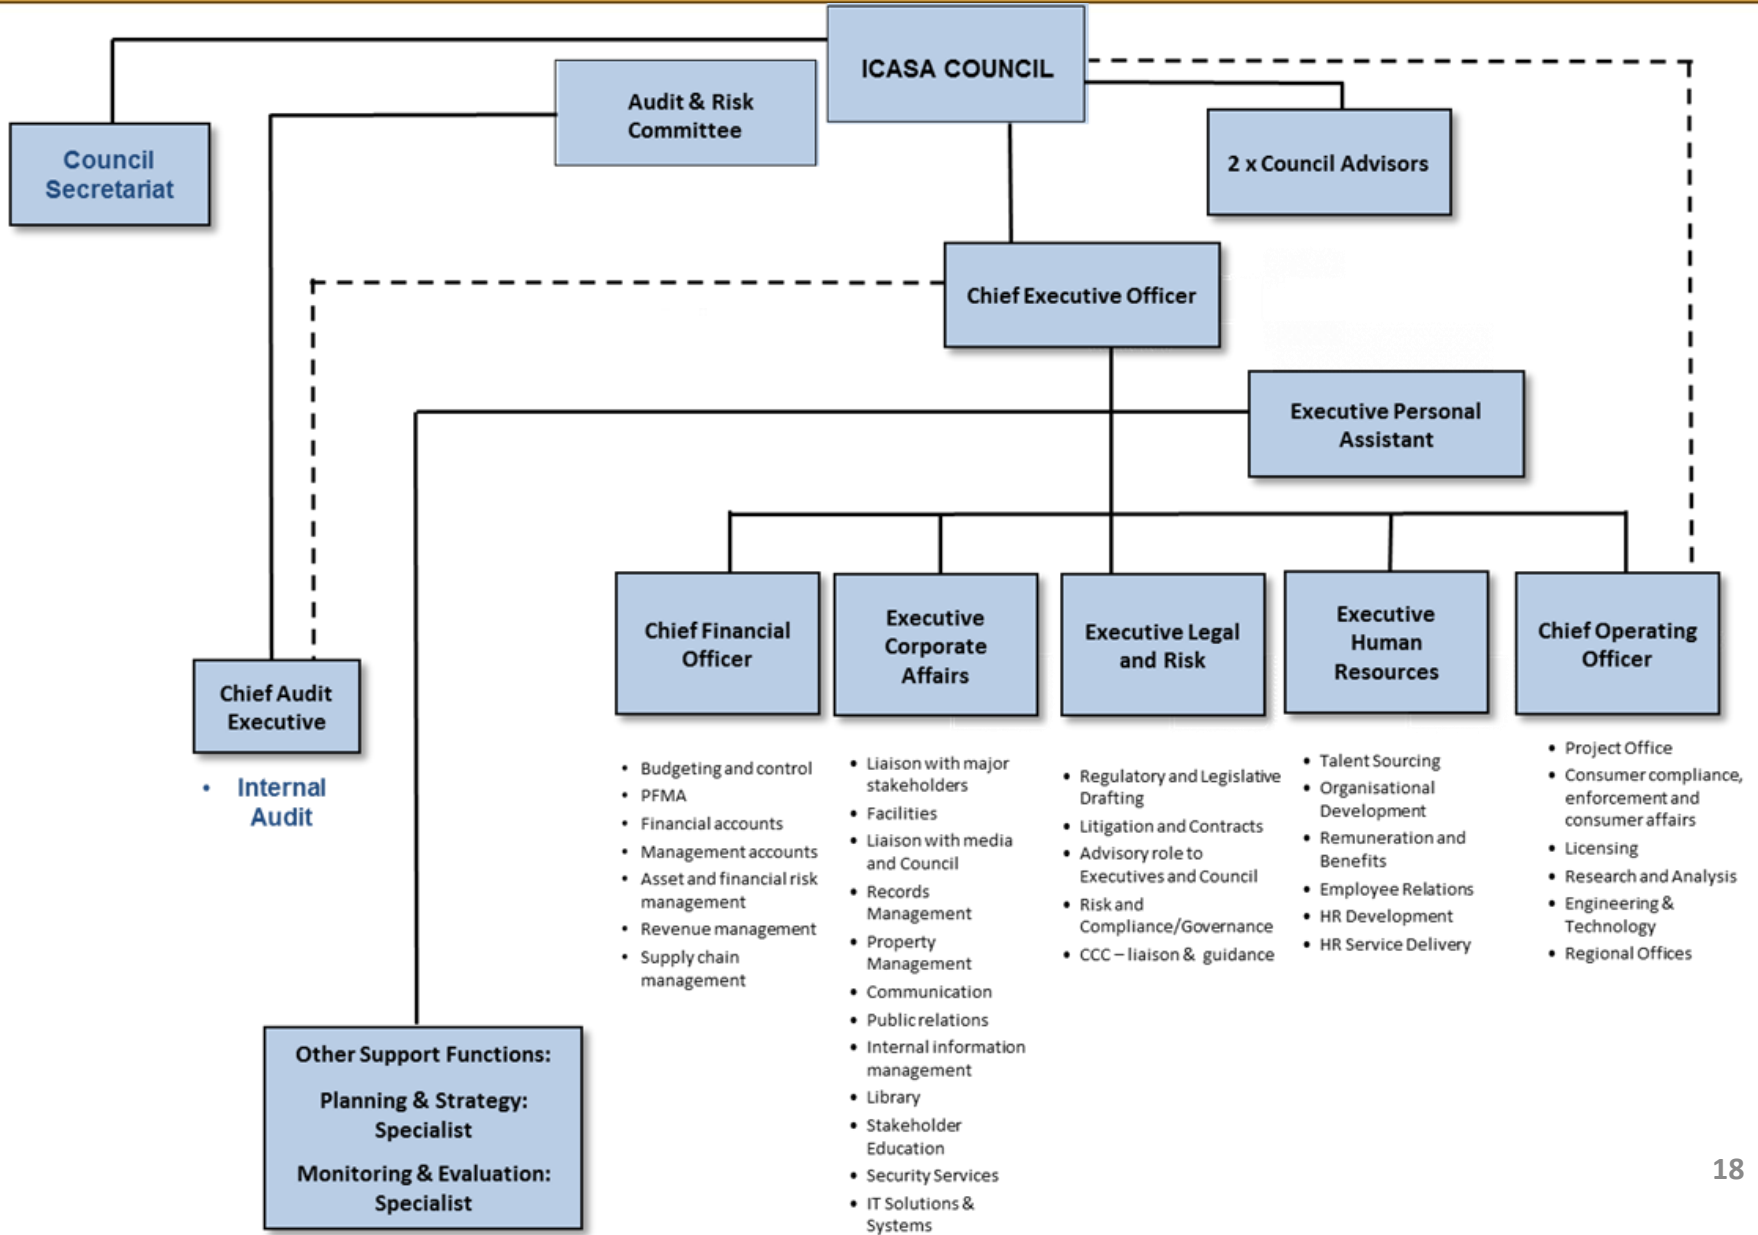 ICASA COUNCIL
Audit & Risk
Committee
Council
Secretariat
2 x Council Advisors
Chief Executive Officer
Executive Personal
Assistant
Chief Financial
Officer
Executive
Corporate
Affairs
Executive Legal
and Risk
Executive
Human
Resources
Chief Operating
Officer
Chief Audit
Executive
• Internal
Audit
• Budgeting and control
• PFMA
• Financial accounts
• Management accounts
• Asset and financial risk
management
• Revenue management
• Supply chain
management
• Liaison with major
stakeholders
• Facilities
• Liaison with media
and Council
• Records
Management
• Property
Management
• Communication
• Public relations
• Internal information
management
• Library
• Stakeholder
Education
• Security Services
• IT Solutions &
Systems
• Regulatory and Legislative
Drafting
• Litigation and Contracts
• Advisory role to
Executives and Council
• Risk and
Compliance/Governance
• CCC – liaison & guidance
• Talent Sourcing
• Organisational
Development
• Remuneration and
Benefits
• Employee Relations
• HR Development
• HR Service Delivery
• Project Office
• Consumer compliance,
enforcement and
consumer affairs
• Licensing
• Research and Analysis
• Engineering &
Technology
• Regional Offices
Other Support Functions:
Planning & Strategy:
Specialist
Monitoring & Evaluation:
Specialist
18